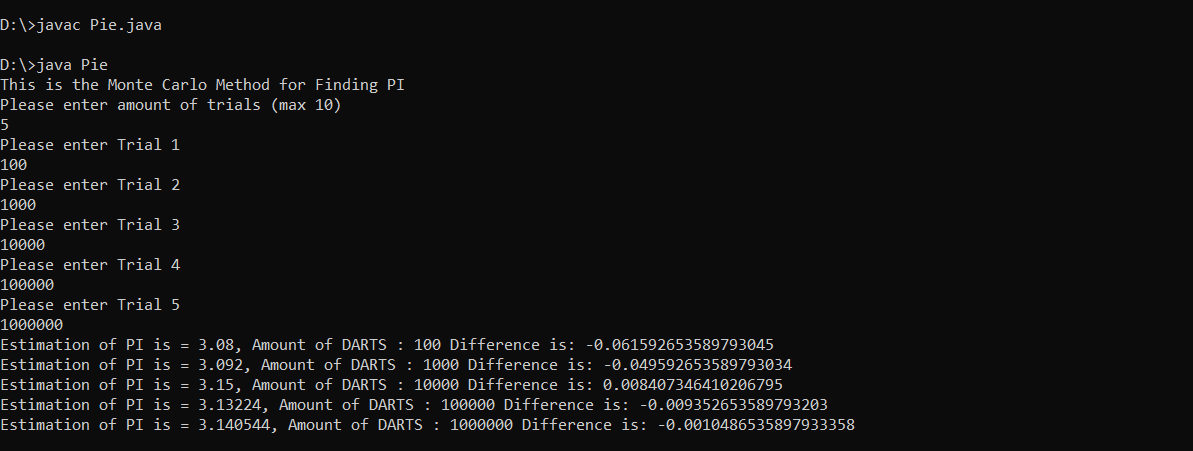 D:\>javac Pie.java
D:\>java Pie
This is the Monte Carlo Method for Finding PI
Please enter amount of trials (max 10)
5
Please enter Trial 1
100
Please enter Trial 2
1000
Please enter Trial 3
10000
Please enter Trial 4
100000
Please enter Trial 5
1000000
Estimation of PI is = 3.08, Amount of DARTS : 100 Difference is: -0.061592653589793045
Estimation of PI is = 3.092, Amount of DARTS : 1000 Difference is: -0.049592653589793034
Estimation of PI is = 3.15, Amount of DARTS : 10000 Difference is: 0.008407346410206795
Estimation of PI is = 3.13224, Amount of DARTS : 100000 Difference is: -0.009352653589793203
Estimation of PI is = 3.140544, Amount of DARTS : 1000000 Difference is: -0.0010486535897933358